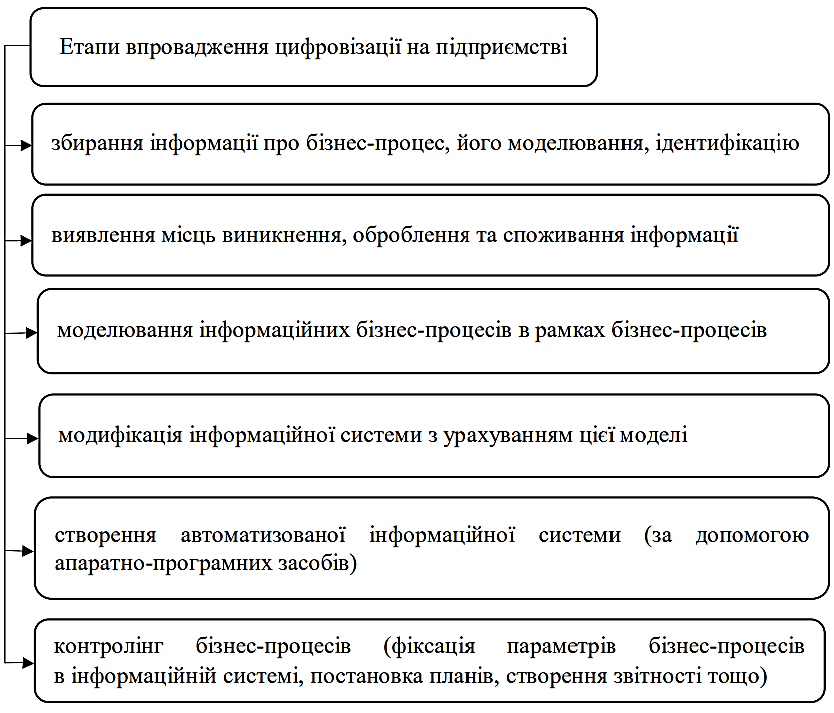 Етапи впровадження цифровізації на підприємстві
збирання інформації про бізнес-процес, його моделювання, ідентифікацію
виявлення місць виникнення, оброблення та споживання інформації
моделювання інформаційних бізнес-процесів в рамках бізнес-процесів
модифікація інформаційної системи з урахуванням цієї моделі
створення автоматизованої інформаційної системи (за допомогою
апаратно-програмних засобів)
контролінг бізнес-процесів (фіксація параметрів бізнес-процесів
в інформаційній системі, постановка планів, створення звітності тощо)